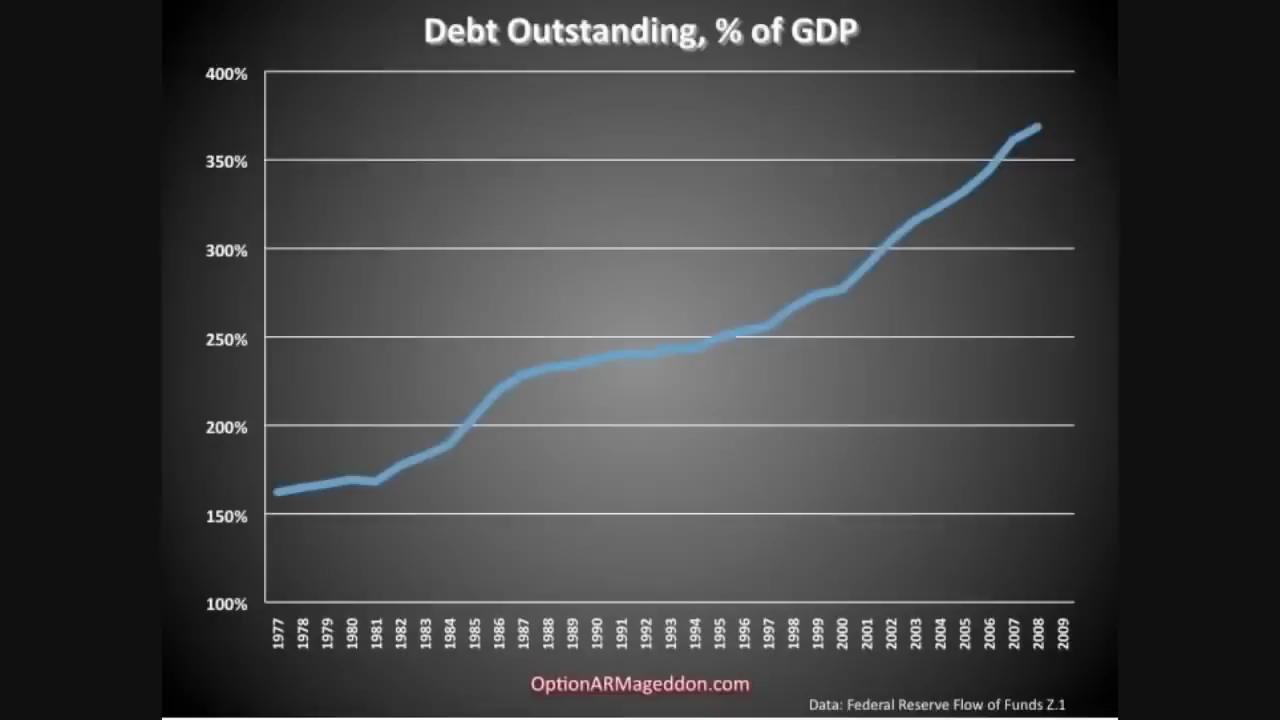 Debt Outstanding, % of GDP
400%
350%
300%
250%
200%
150%
100%
1977 1978 1979 1980 1981 1982 1983 1984 1985 1986 1987 1988 1989 1990 1991 1992 1993 1994 1995 1996 1997 1998 1999 2000 2001 2002 2003 2004 2005 2006 2007 2008 2009
OptionARMageddon.com
Data: Federal Reserve Flow of Funds Z.1